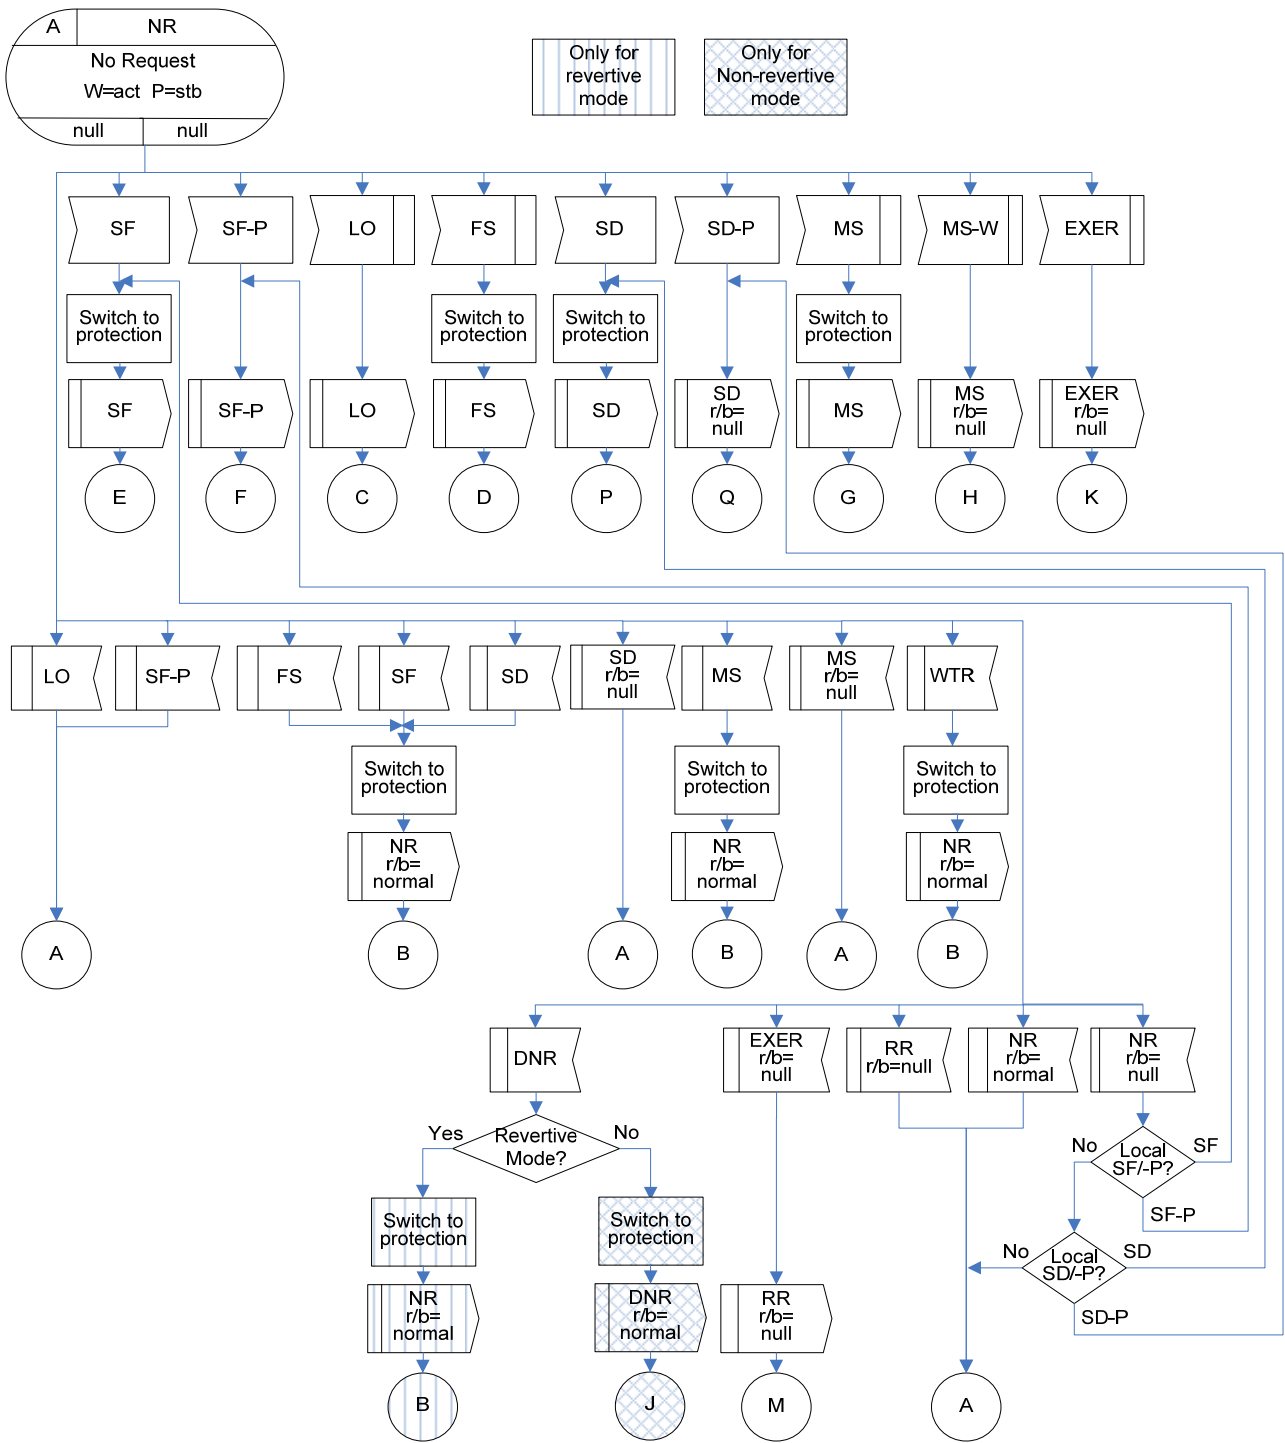 A
NR
No Request
W=act P=stb
null
null
Only for
revertive
mode
Only for
Non-revertive
mode
SF
SF-P
LO
FS
SD
SD-P
MS
MS-W
EXER
Switch to
protection
Switch to
protection
Switch to
protection
Switch to
protection
SF
SF-P
LO
FS
SD
SD
r/b=
null
MS
MS
r/b=
null
EXER
r/b=
null
E
F
C
D
P
Q
G
H
K
LO
SF-P
FS
SF
SD
SD
r/b=
null
MS
MS
r/b=
null
WTR
Switch to
protection
Switch to
protection
Switch to
protection
NR
r/b=
normal
NR
r/b=
normal
NR
r/b=
normal
A
B
A
B
A
B
DNR
EXER
r/b=
null
RR
r/b=null
NR
r/b=
normal
NR
r/b=
null
Yes
Revertive
Mode?
No
No
Local
SF/-P?
SF
SF-P
Switch to
protection
Switch to
protection
No
Local
SD/-P?
SD
SD-P
NR
r/b=
normal
DNR
r/b=
normal
RR
r/b=
null
B
J
M
A